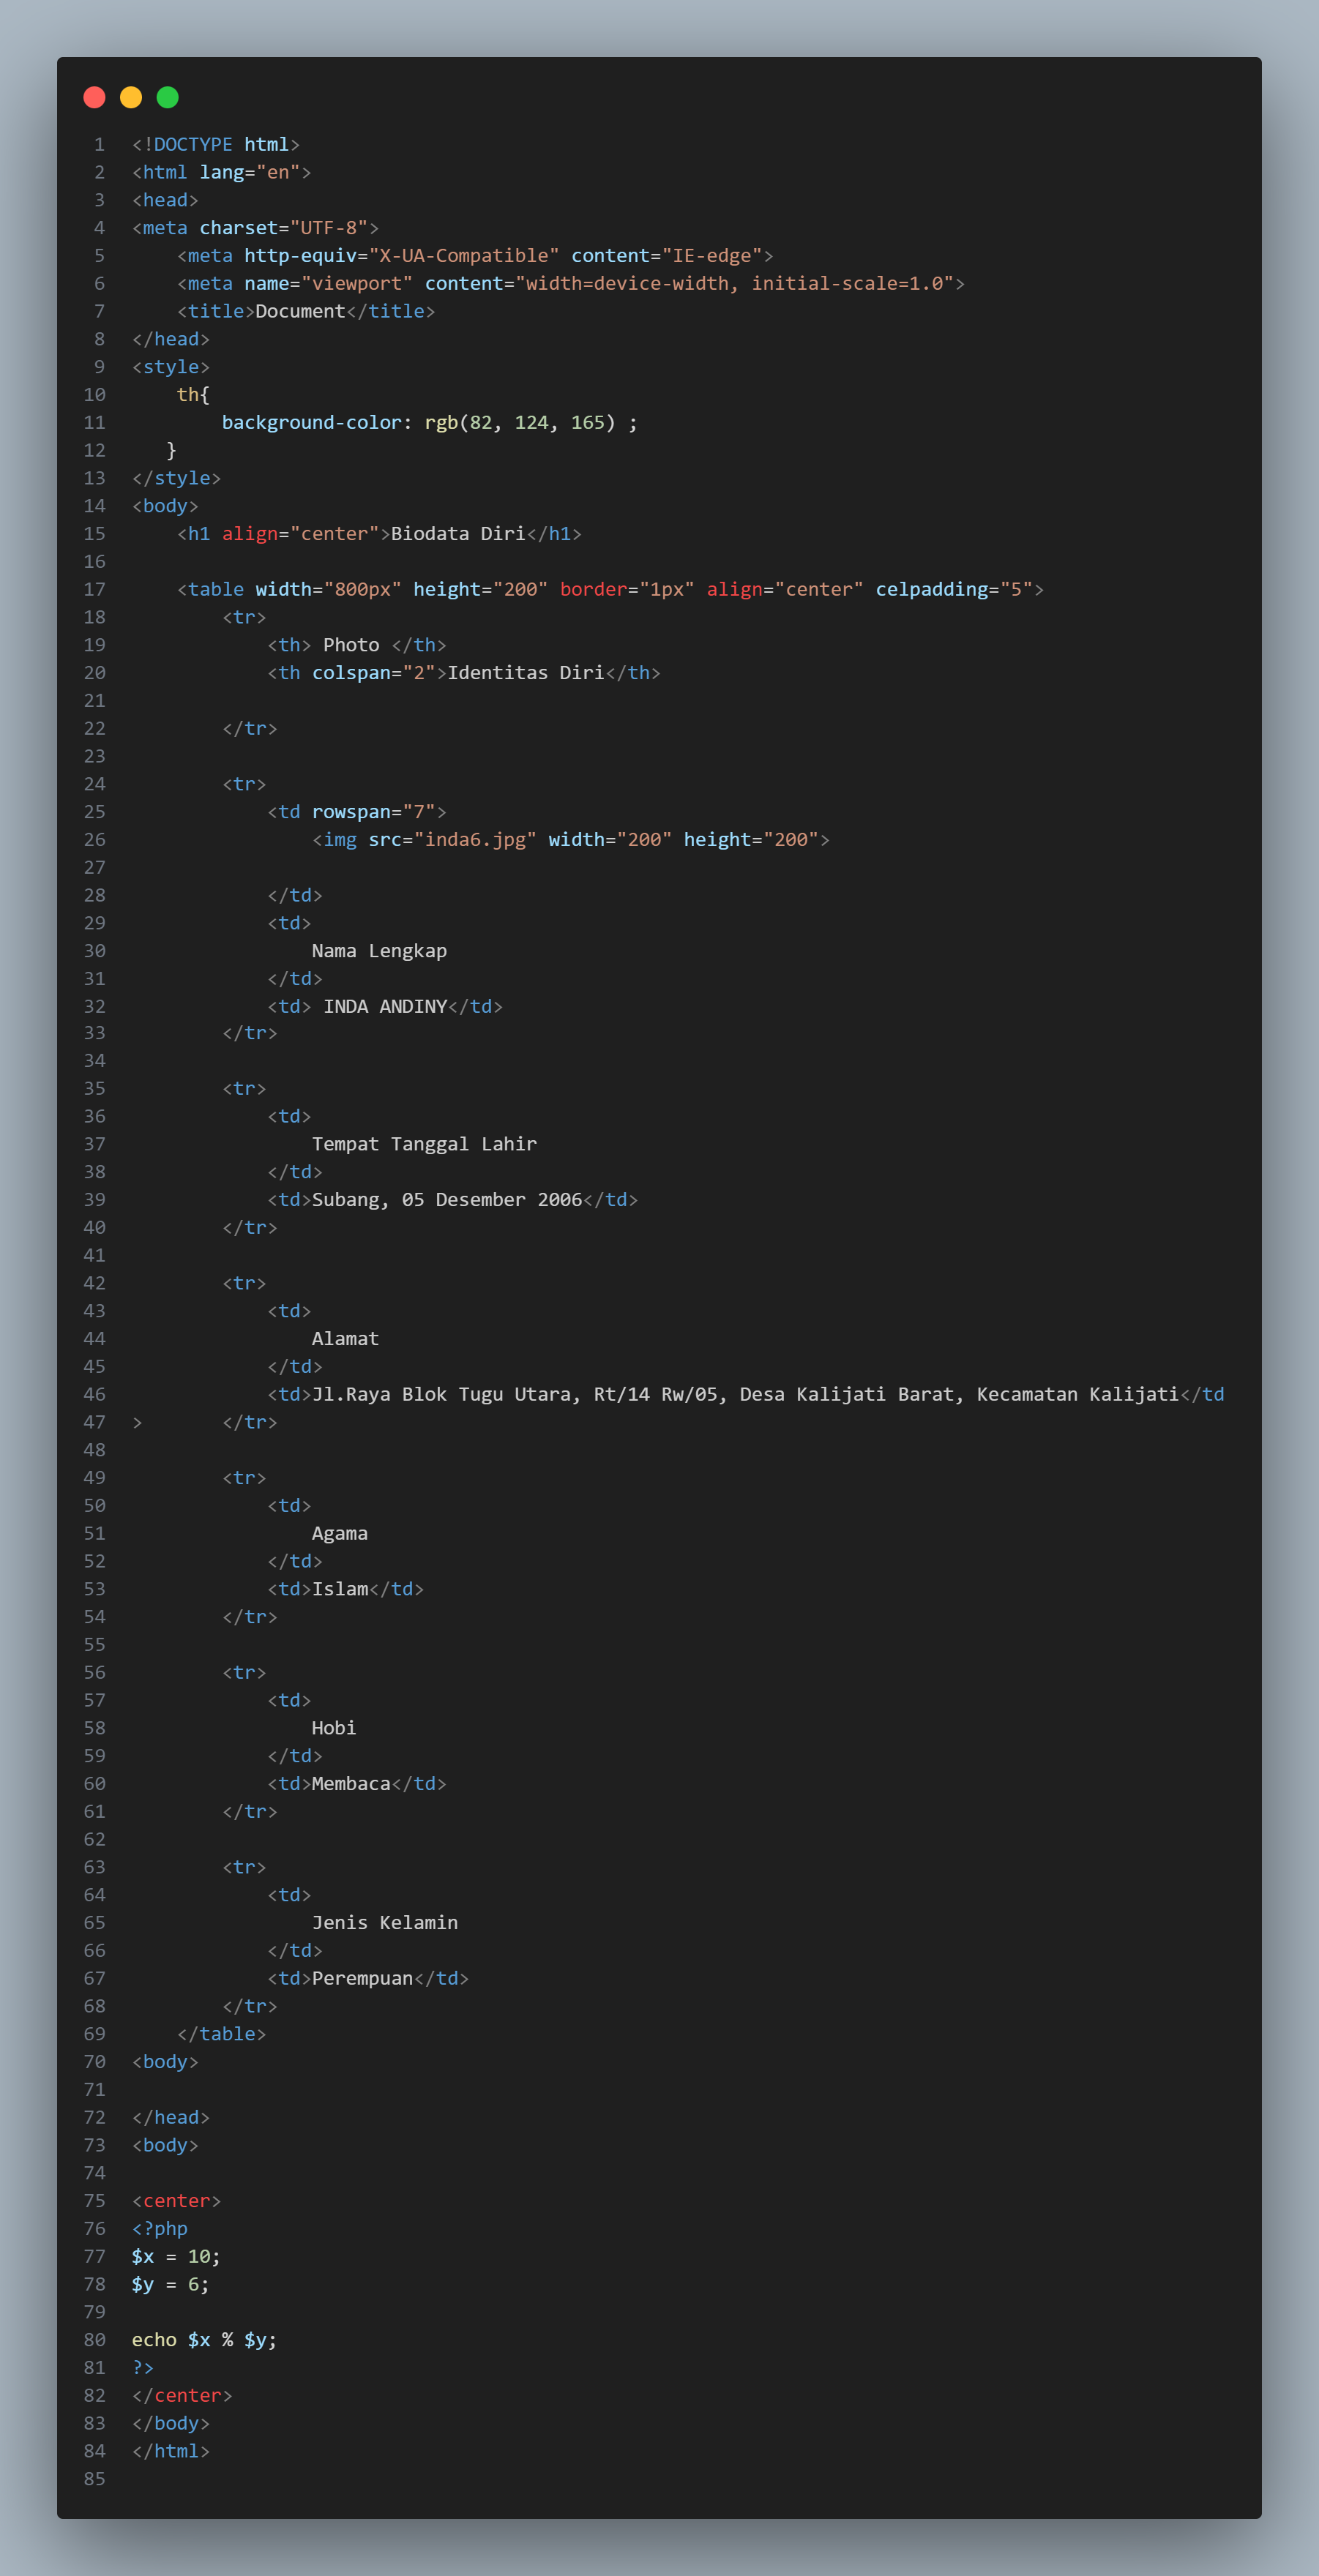 1 <!DOCTYPE html>
2 <html lang="en">
3 <head>
4 <meta charset="UTF-8">
5     <meta http-equiv="X-UA-Compatible" content="IE-edge">
6     <meta name="viewport" content="width=device-width, initial-scale=1.0">
7     <title>Document</title>
8 </head>
9 <style>
10     th{
11         background-color: rgb(82, 124, 165) ;
12    }
13 </style>
14 <body>
15     <h1 align="center">Biodata Diri</h1>
16
17     <table width="800px" height="200" border="1px" align="center" celpadding="5">
18         <tr>
19             <th> Photo </th>
20             <th colspan="2">Identitas Diri</th>
21
22         </tr>
23
24         <tr>
25             <td rowspan="7">
26                 <img src="inda6.jpg" width="200" height="200">
27
28             </td>
29             <td>
30                 Nama Lengkap
31             </td>
32             <td> INDA ANDINY</td>
33         </tr>
34
35         <tr>
36             <td>
37                 Tempat Tanggal Lahir
38             </td>
39             <td>Subang, 05 Desember 2006</td>
40         </tr>
41
42         <tr>
43             <td>
44                 Alamat
45             </td>
46             <td>Jl.Raya Blok Tugu Utara, Rt/14 Rw/05, Desa Kalijati Barat, Kecamatan Kalijati</td
47 >       </tr>
48
49         <tr>
50             <td>
51                 Agama
52             </td>
53             <td>Islam</td>
54         </tr>
55
56         <tr>
57             <td>
58                 Hobi
59             </td>
60             <td>Membaca</td>
61         </tr>
62
63         <tr>
64             <td>
65                 Jenis Kelamin
66             </td>
67             <td>Perempuan</td>
68         </tr>
69     </table>
70 <body>
71
72 </head>
73 <body>
74
75 <center>
76 <?php
77 $x = 10;
78 $y = 6;
79
80 echo $x % $y;
81 ?>
82 </center>
83 </body>
84 </html>
85